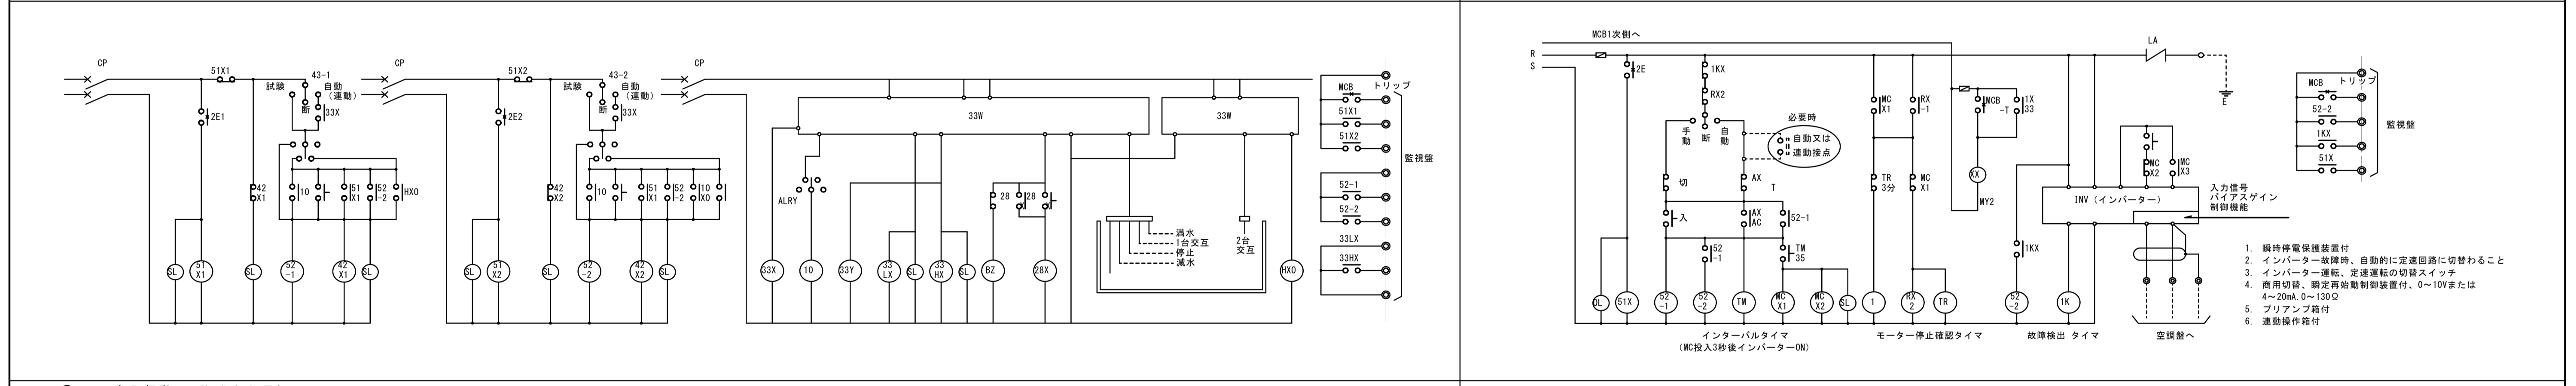 CP
51X1
43-1
試験
自動
(連動)
断
33X
2E1
42
X1
10
51
X1
52
-2
HXO
SL
51
X1
SL
52
-1
42
X1
SL
CP
51X2
43-2
試験
自動
(連動)
断
33X
2E2
42
X2
10
51
X1
52
-2
10
XO
SL
51
X2
SL
52
-2
42
X2
SL
CP
33W
33W
ALRY
28
28
満水
1台交互
停止
減水
2台
交互
33X
10
33Y
33
LX
SL
33
HX
SL
BZ
28X
HXO
トリップ
MCB
51X1
51X2
52-1
52-2
33LX
33HX
監視盤
MCB1次側へ
R
S
2E
1KX
RX2
手動
断
自動
必要時
自動又は
連動接点
切
AX
T
入
AX
AC
52-1
52
-1
TM
35
MC
X1
RX
-1
TR
3分
MC
X1
MCB
-T
1X
33
XX
MY2
1KX
LA
E
MC
X2
MC
X3
INV (インバーター)
入力信号
バイアスゲイン
制御機能
OL
51X
52
-1
52
-2
TM
MC
X1
MC
X2
SL
1
RX
2
TR
52
-2
1K
インターバルタイマ
(MC投入3秒後インバーターON)
モーター停止確認タイマ
故障検出 タイマ
空調盤へ
トリップ
MCB
52-2
1KX
51X
監視盤
1. 瞬時停電保護装置付
2. インバーター故障時、自動的に定速回路に切替わること
3. インバーター運転、定速運転の切替スイッチ
4. 商用切替、瞬定再始動制御装置付、0〜10Vまたは
4〜20mA.0〜130Ω
5. プリアンプ箱付
6. 連動操作箱付